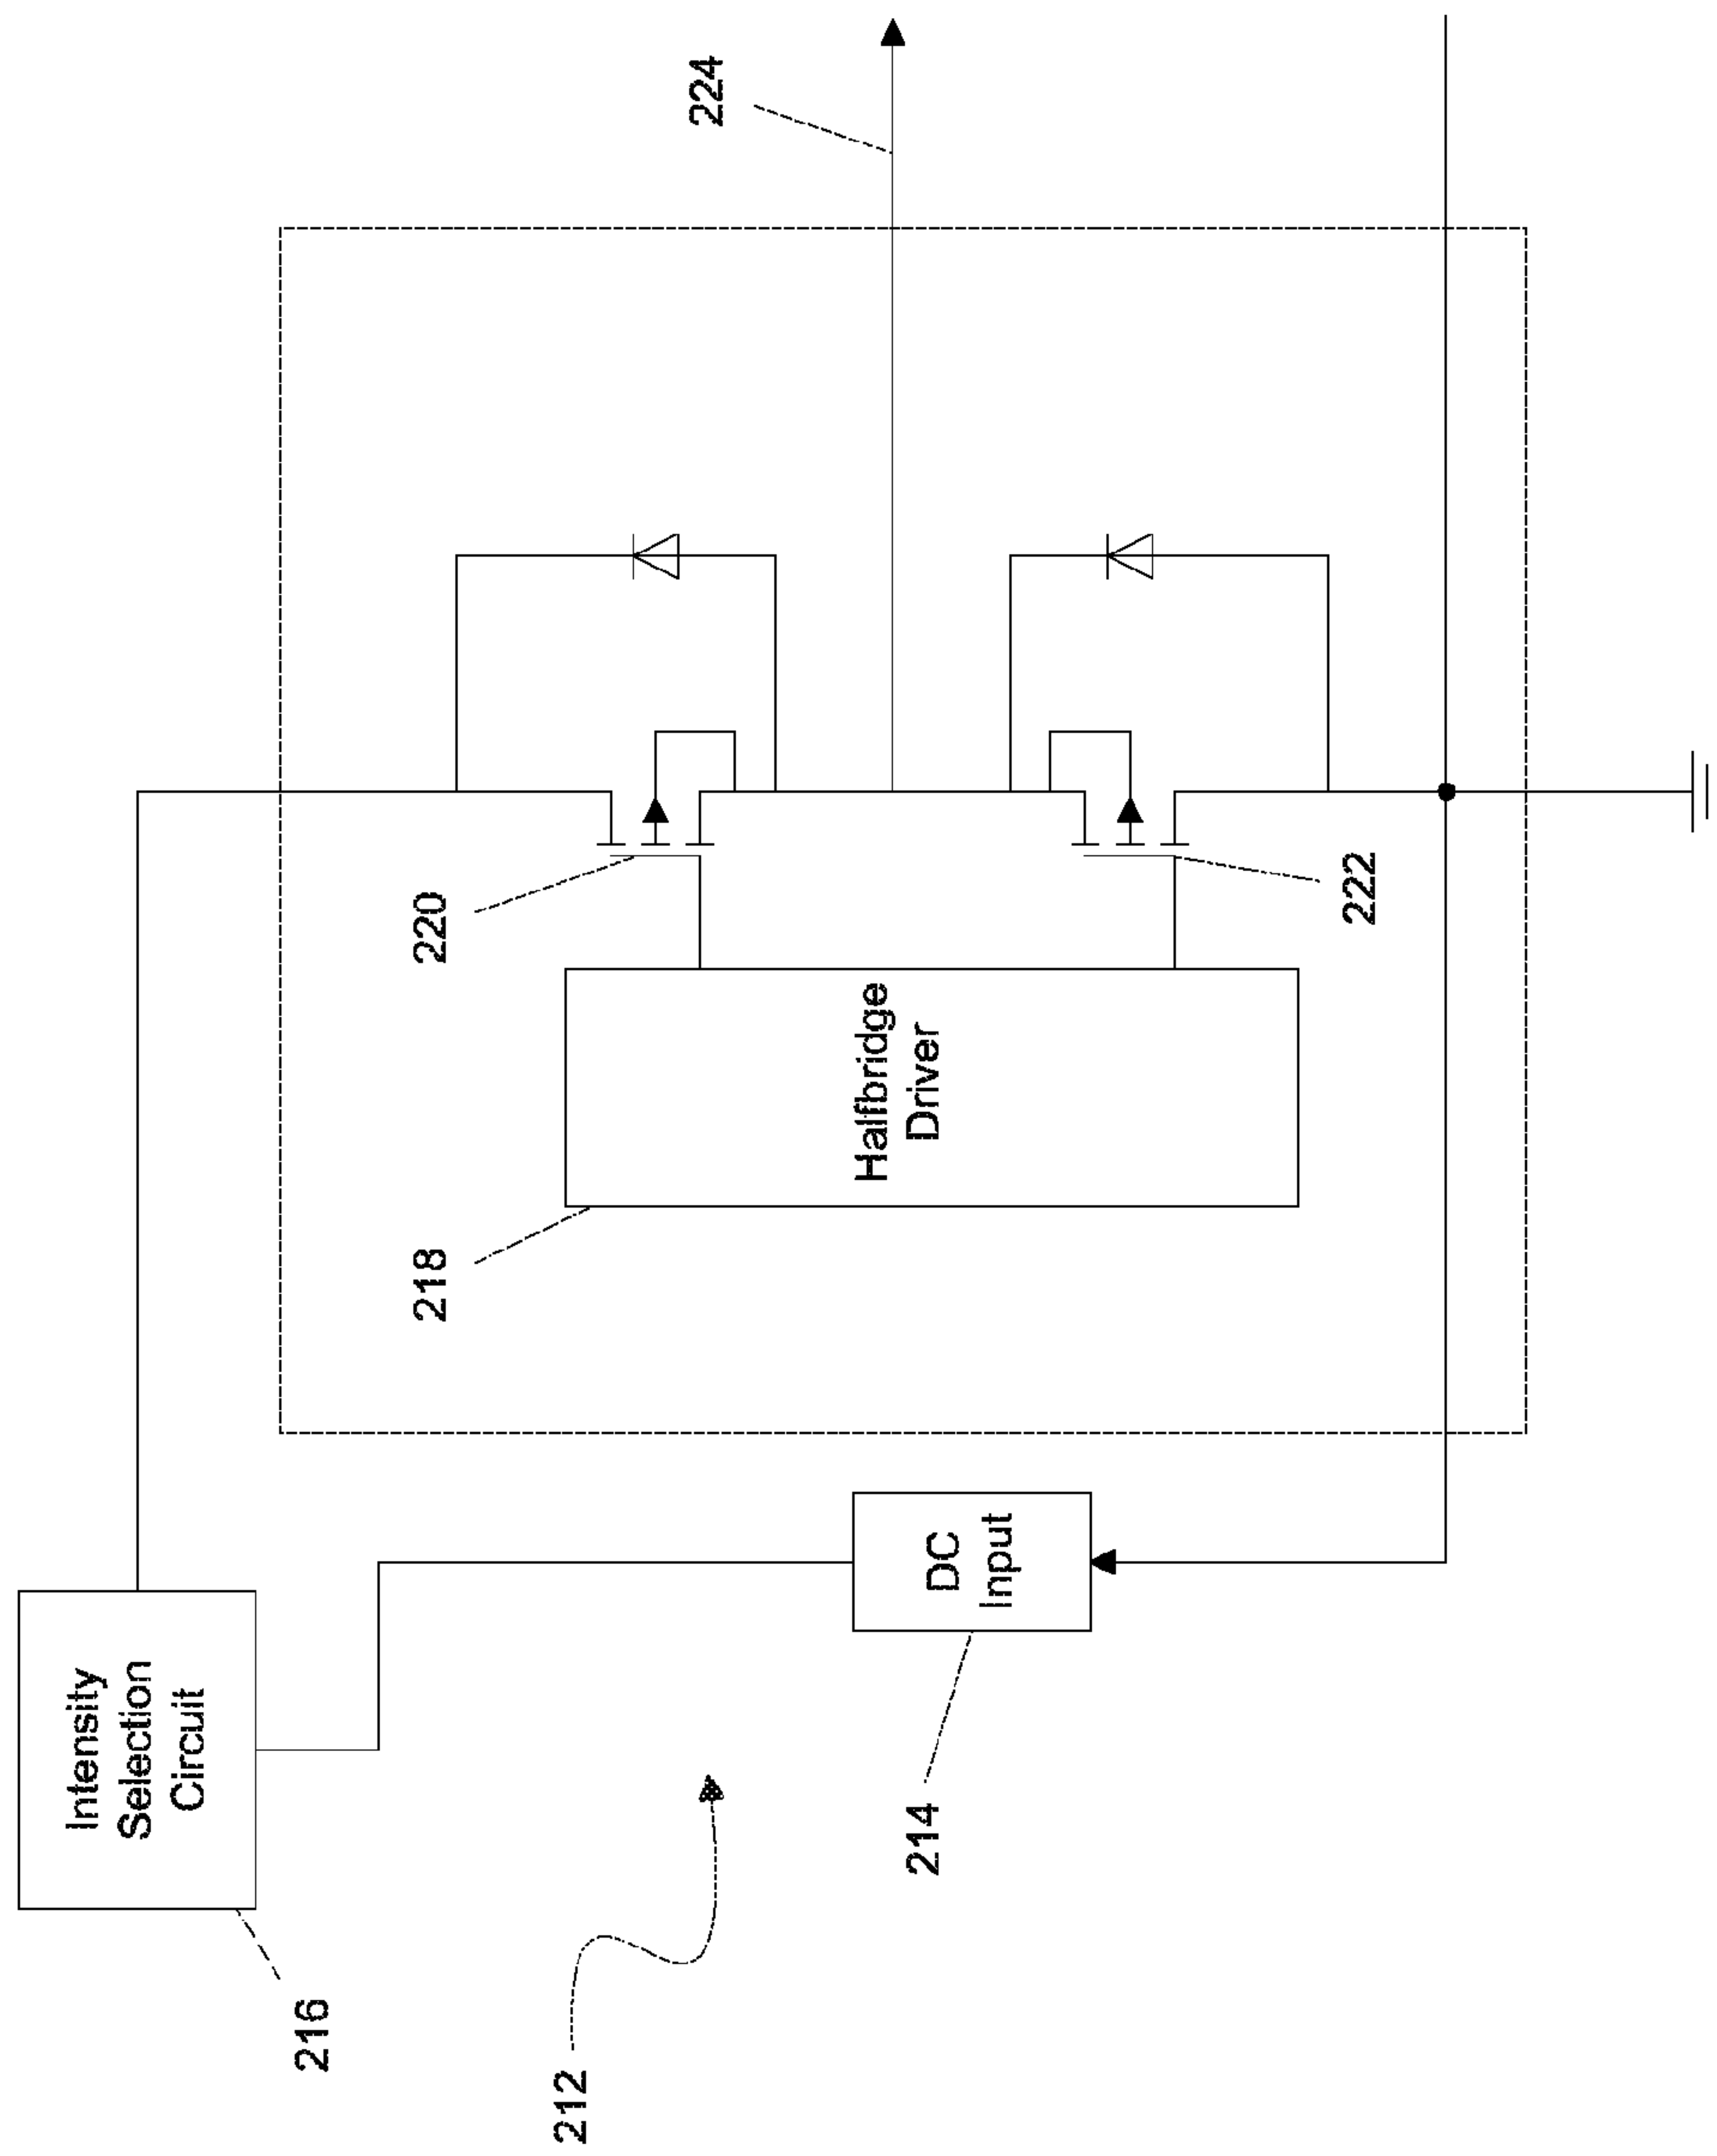 216
Intensity
Selection
Circuit
212
214
DC
Input
218
Halfbridge
Driver
220
222
224